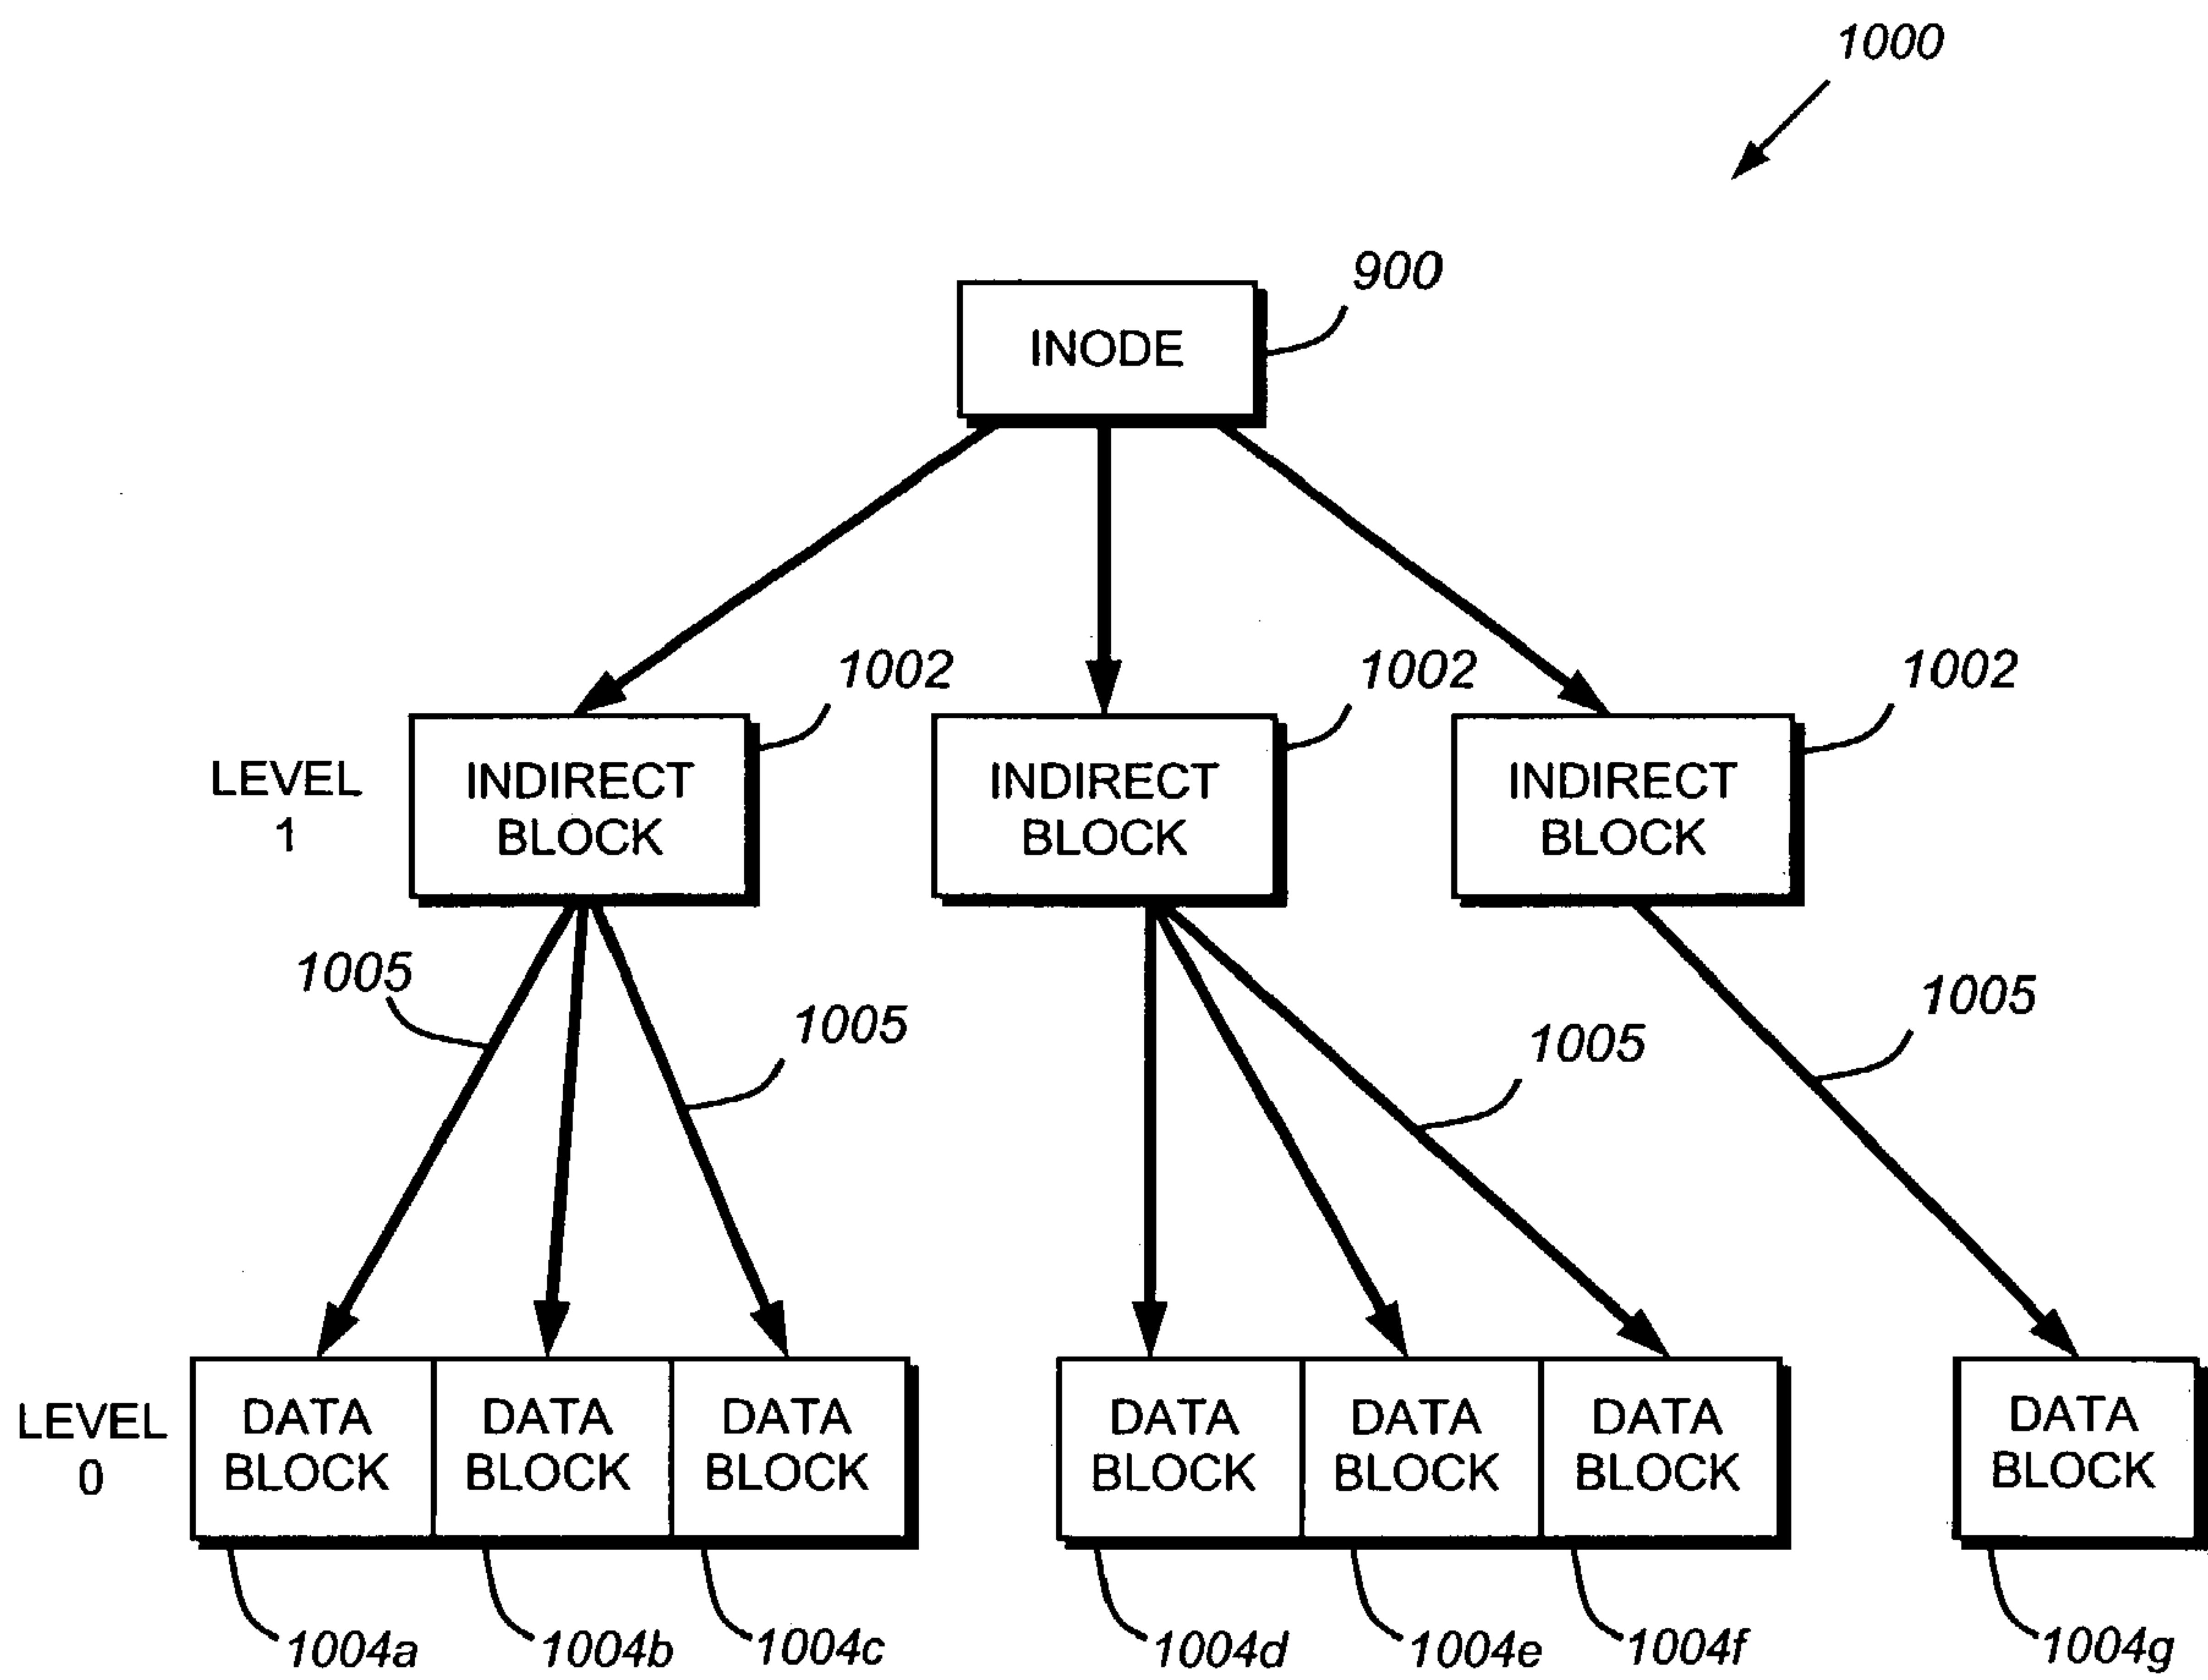 1000
900
INODE
1002
1002
1002
LEVEL
1
INDIRECT
BLOCK
INDIRECT
BLOCK
INDIRECT
BLOCK
1005
1005
1005
1005
LEVEL
0
DATA
BLOCK
DATA
BLOCK
DATA
BLOCK
DATA
BLOCK
DATA
BLOCK
DATA
BLOCK
DATA
BLOCK
1004a
1004b
1004c
1004d
1004e
1004f
1004g